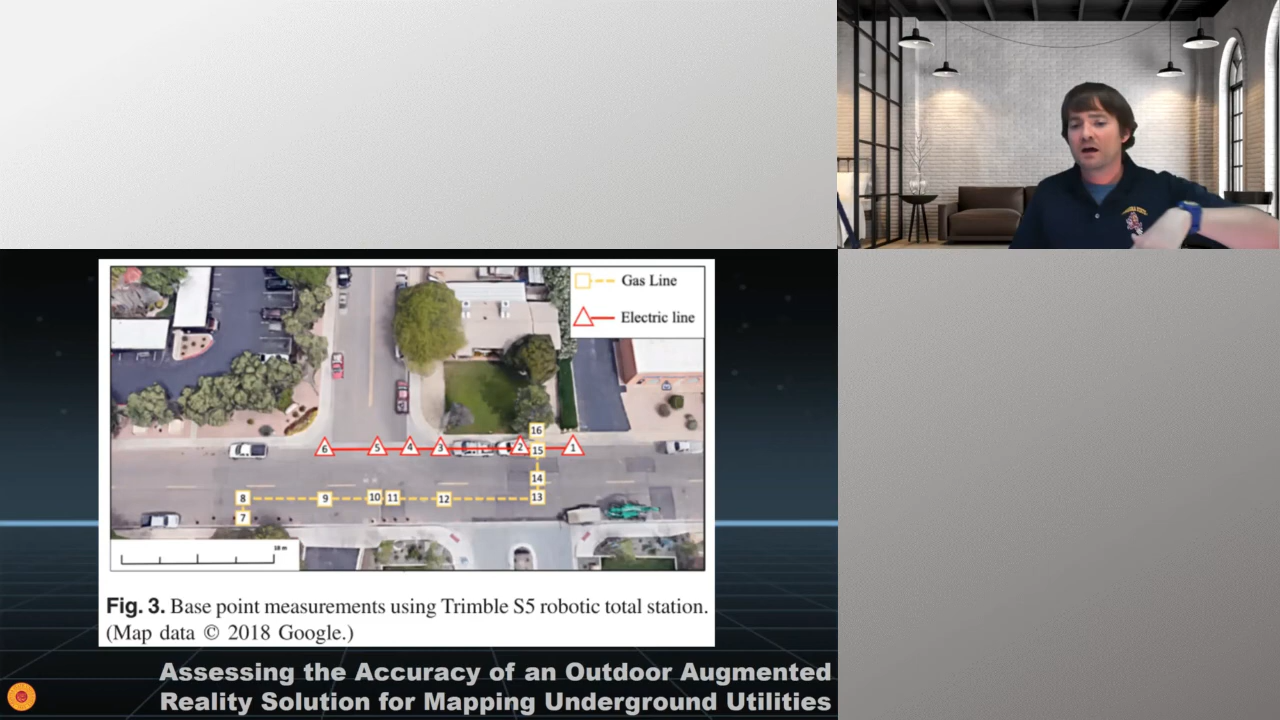 Gas Line
Electric line
16
6
5
4
3
2
15
1
14
8
9
10
11
12
13
7
Fig. 3. Base point measurements using Trimble S5 robotic total station.
(Map data © 2018 Google.)
Assessing the Accuracy of an Outdoor Augmented
Reality Solution for Mapping Underground Utilities